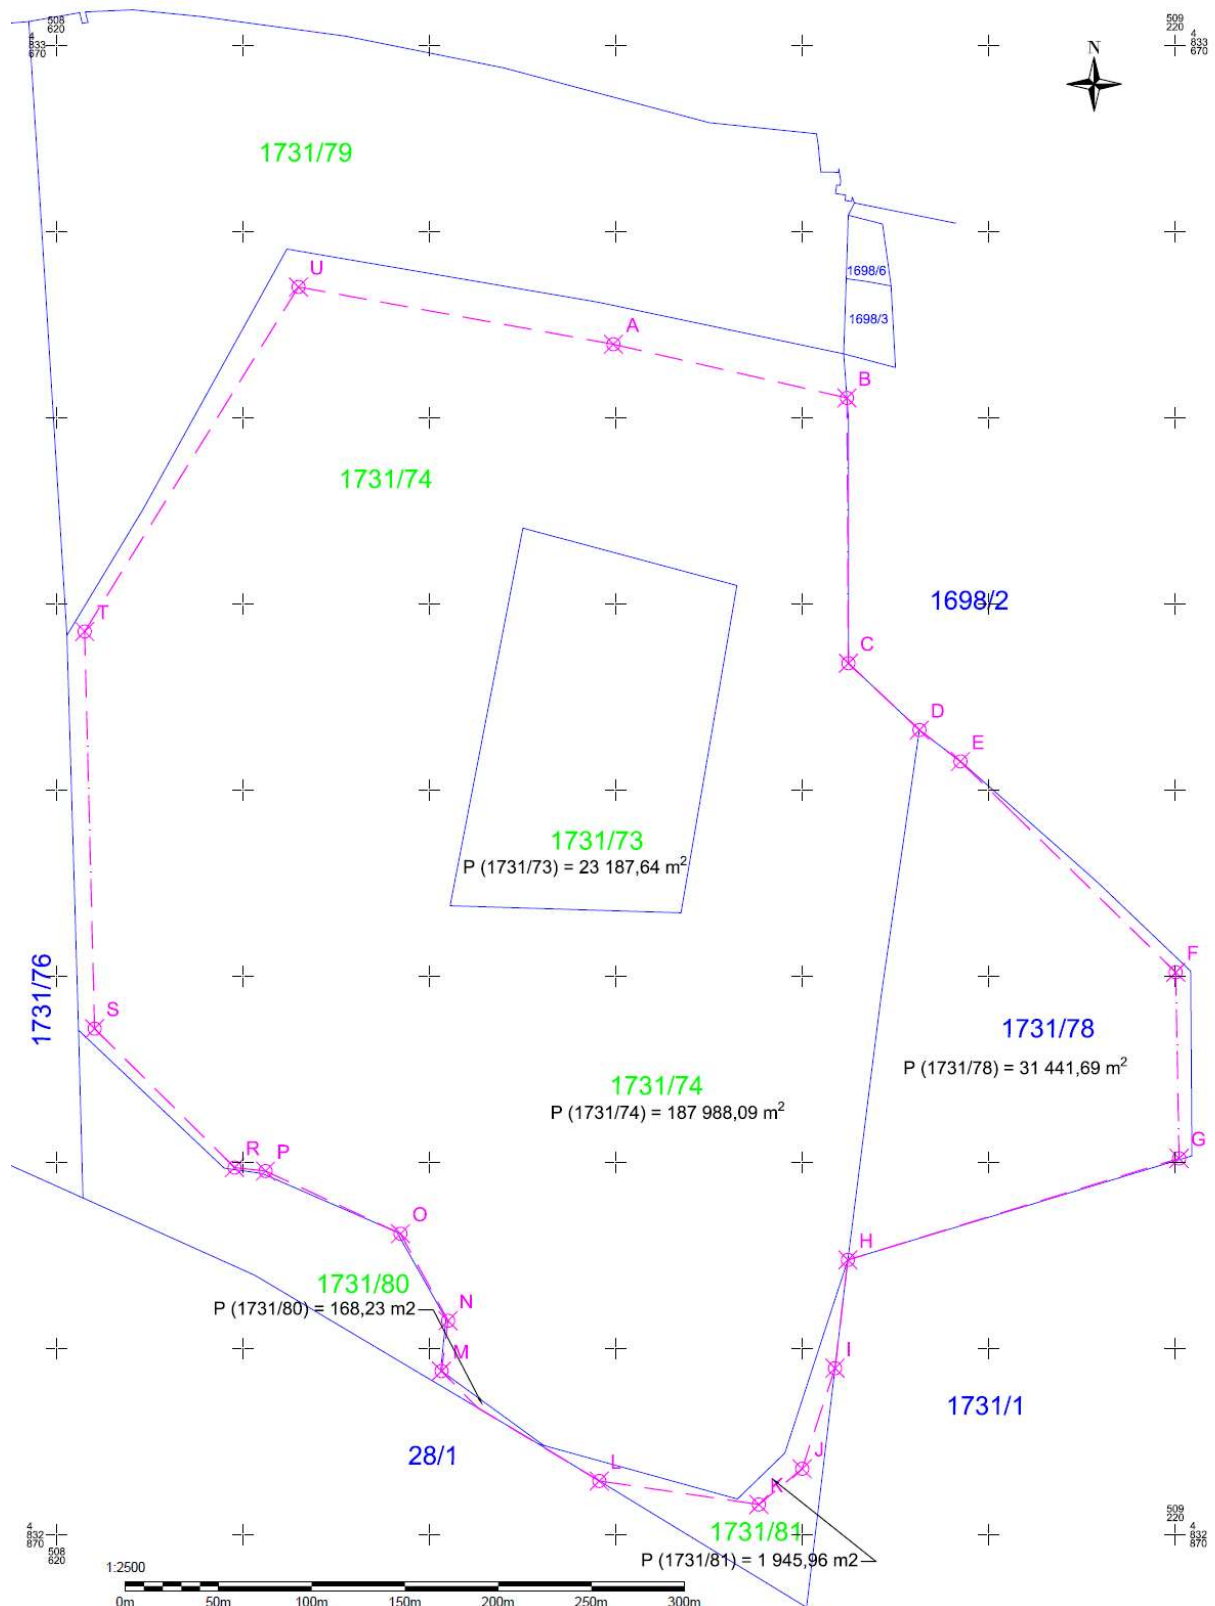 508
620
4
833
670
509
220
4
833
670
N
1731/79
1698/6
1698/3
U
A
B
1731/74
1698/2
T
C
D
E
1731/73
P (1731/73) = 23 187,64 m²
F
1731/76
S
1731/78
P (1731/78) = 31 441,69 m²
1731/74
P (1731/74) = 187 988,09 m²
R
P
G
O
H
1731/80
P (1731/80) = 168,23 m2
N
M
I
1731/1
28/1
J
L
K
1731/81
P (1731/81) = 1 945,96 m2
4
832
870
508
620
509
220
4
832
870
1:2500
0m 50m 100m 150m 200m 250m 300m